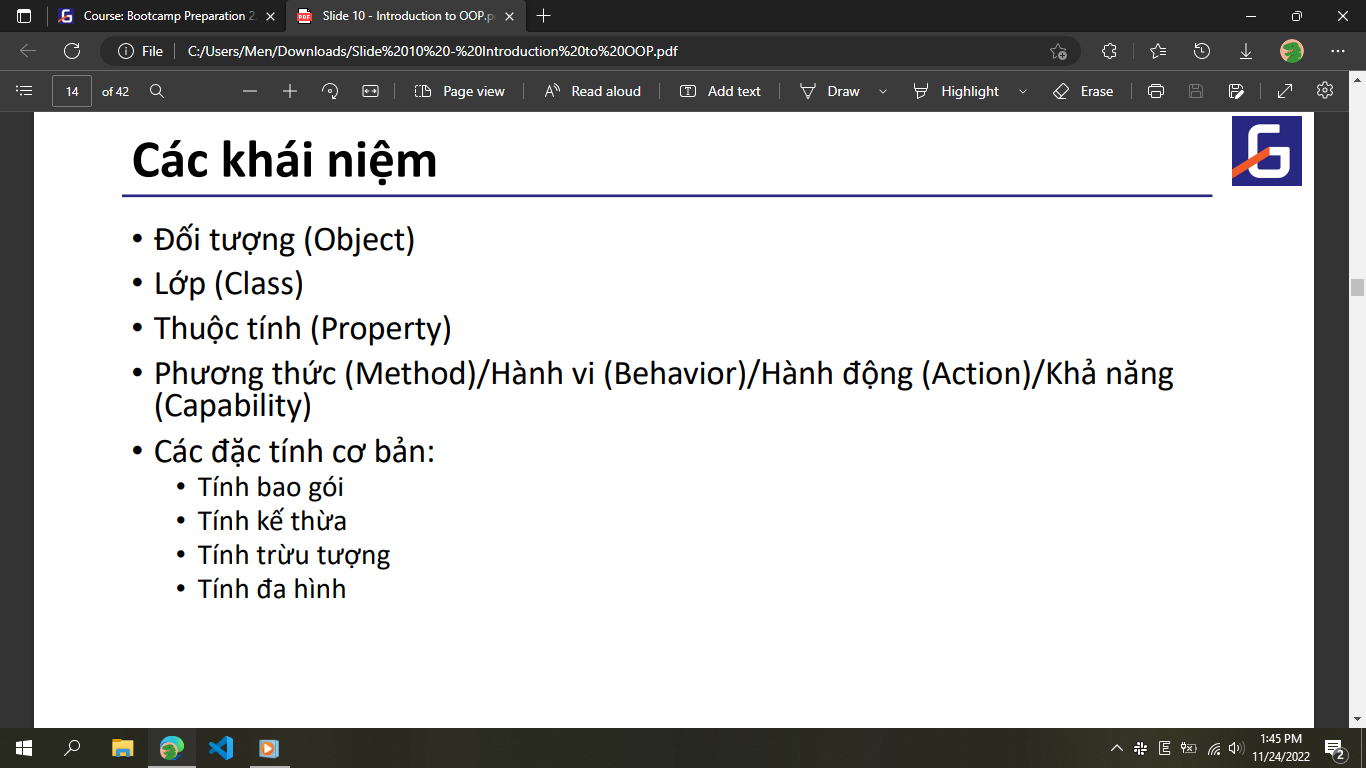 Course: Bootcamp Preparation 2.
Slide 10 - Introduction to OOP.p
File
C:/Users/Men/Downloads/Slide%2010%20-%20Introduction%20to%20OOP.pdf
14 of 42
Page view
Read aloud
Add text
Draw
Highlight
Erase
Các khái niệm
G
• Đối tượng (Object)
• Lớp (Class)
• Thuộc tính (Property)
• Phương thức (Method)/Hành vi (Behavior)/Hành động (Action)/Khả năng
(Capability)
• Các đặc tính cơ bản:
• Tính bao gói
• Tính kế thừa
• Tính trừu tượng
• Tính đa hình
1:45 PM
11/24/2022
2